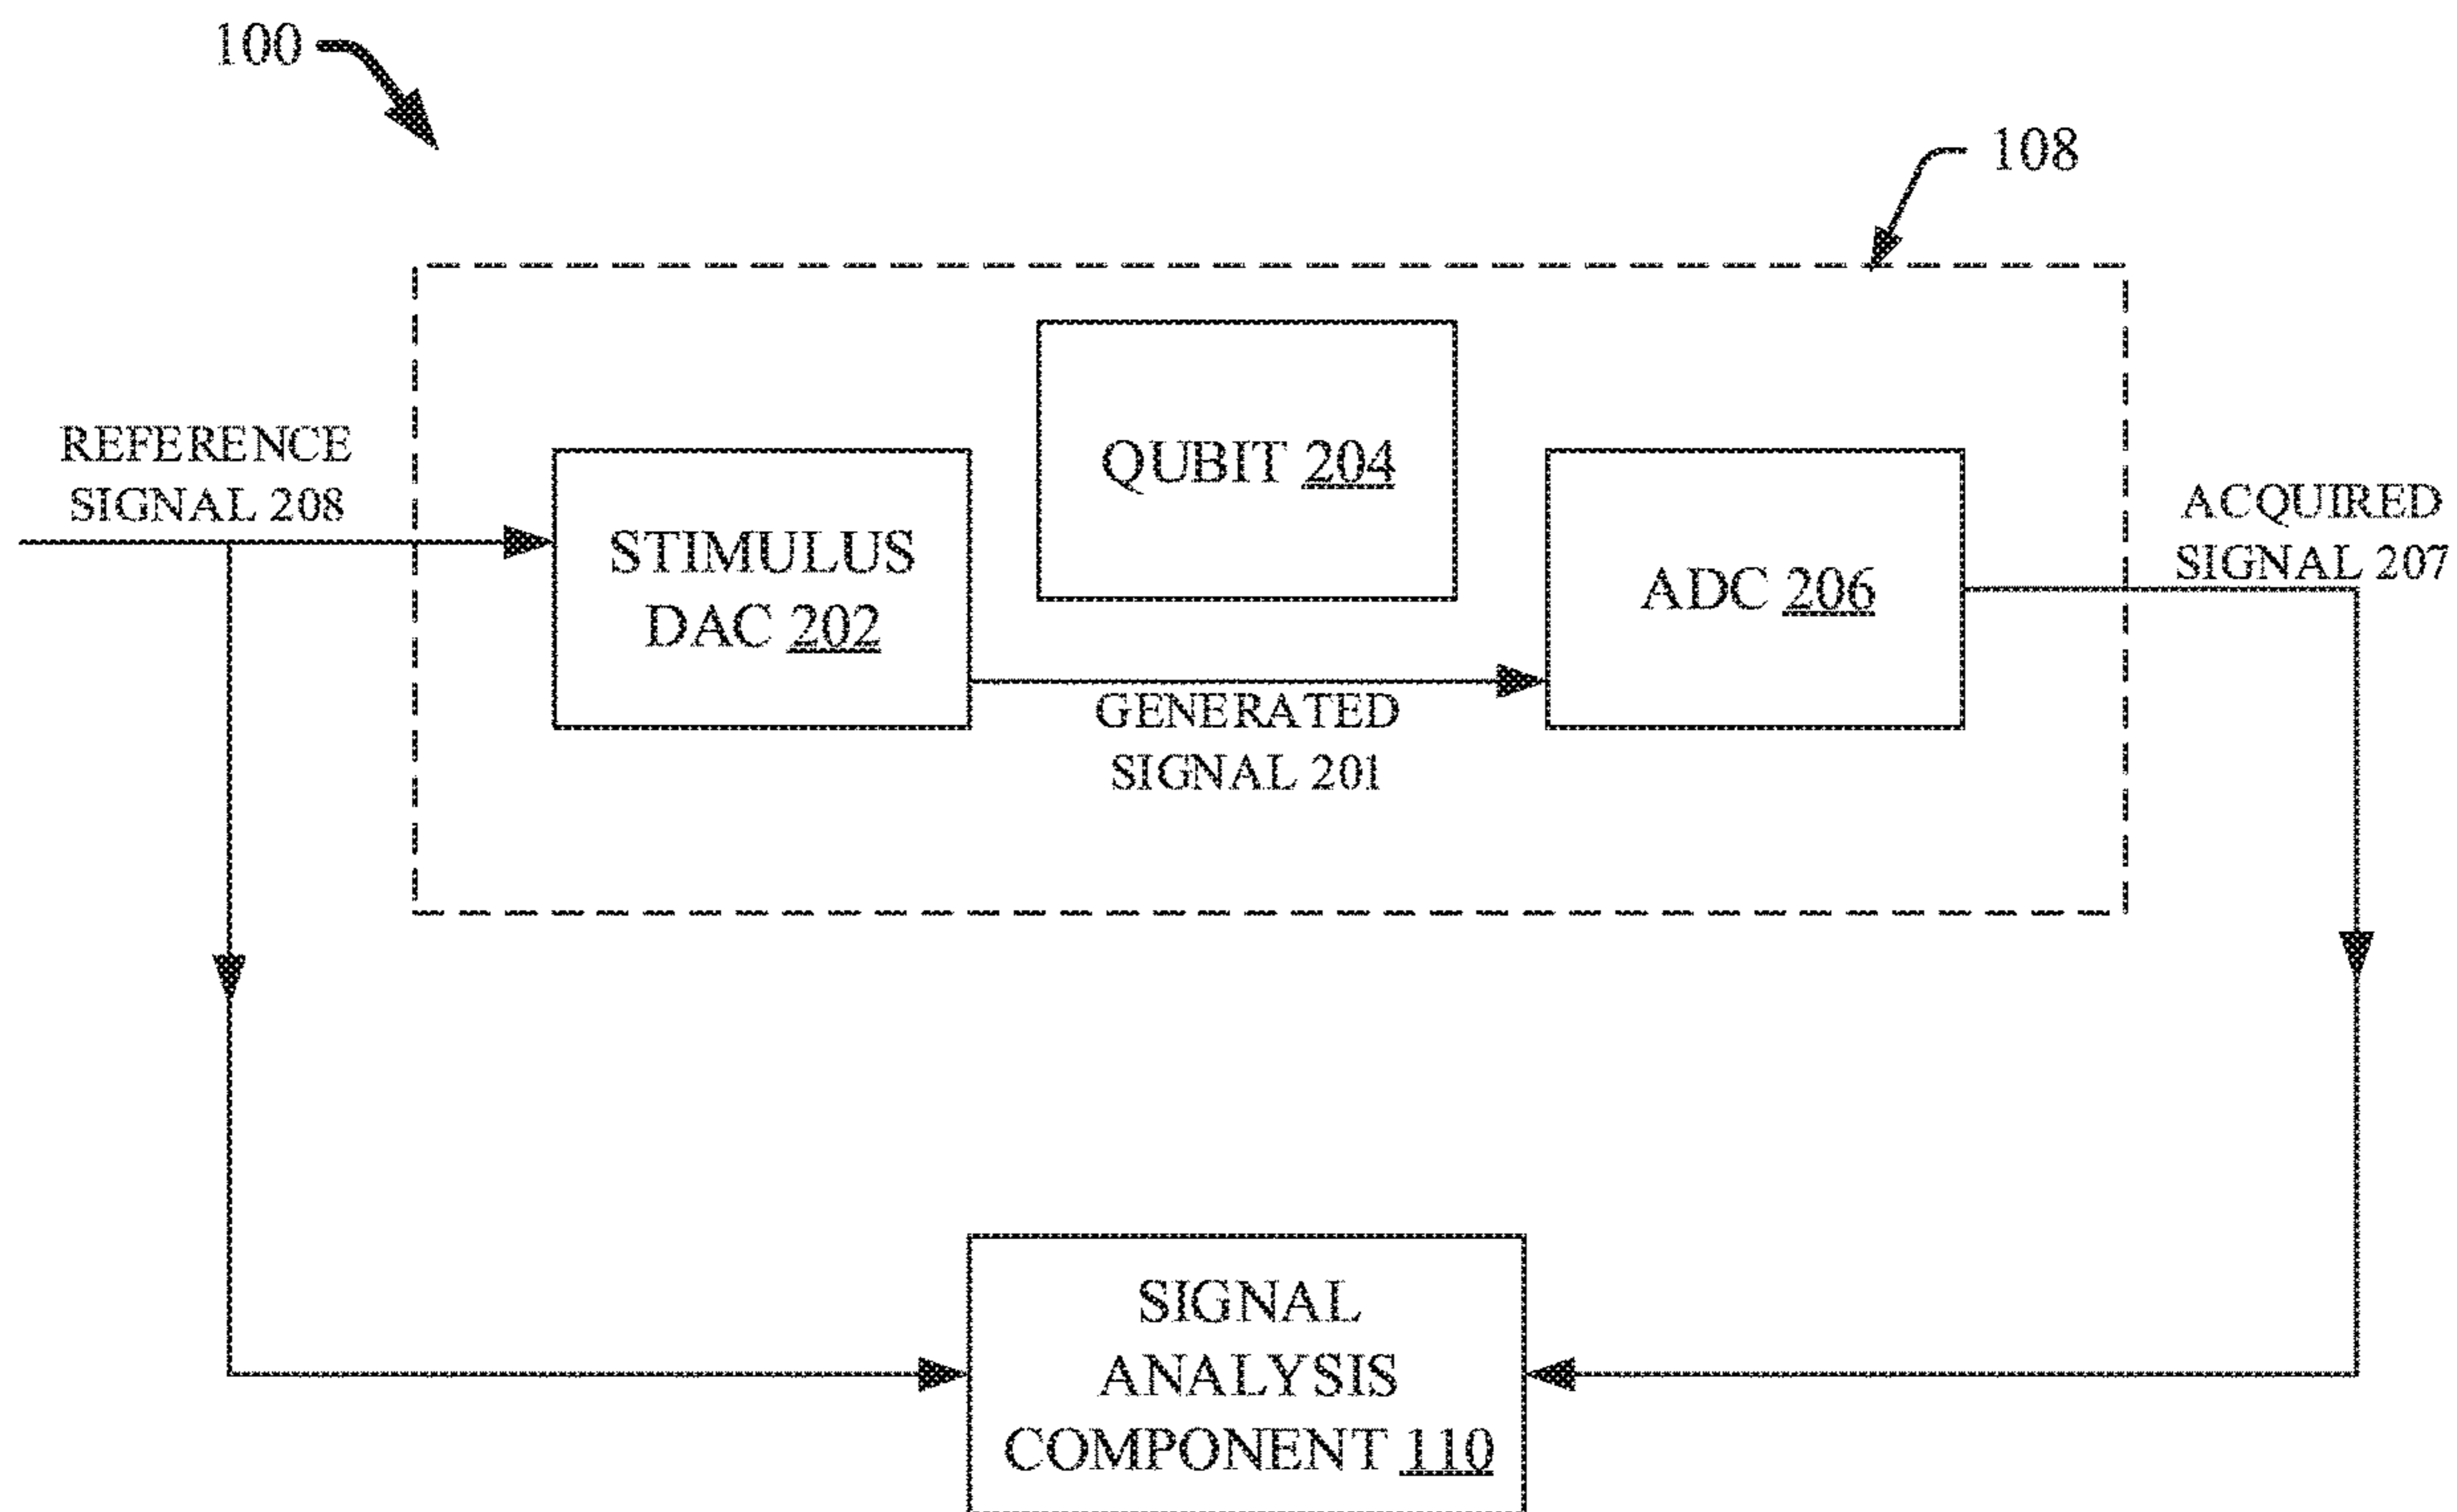 100
108
REFERENCE
SIGNAL 208
QUBIT 204
STIMULUS
DAC 202
ADC 206
ACQUIRED
SIGNAL 207
GENERATED
SIGNAL 201
SIGNAL
ANALYSIS
COMPONENT 110